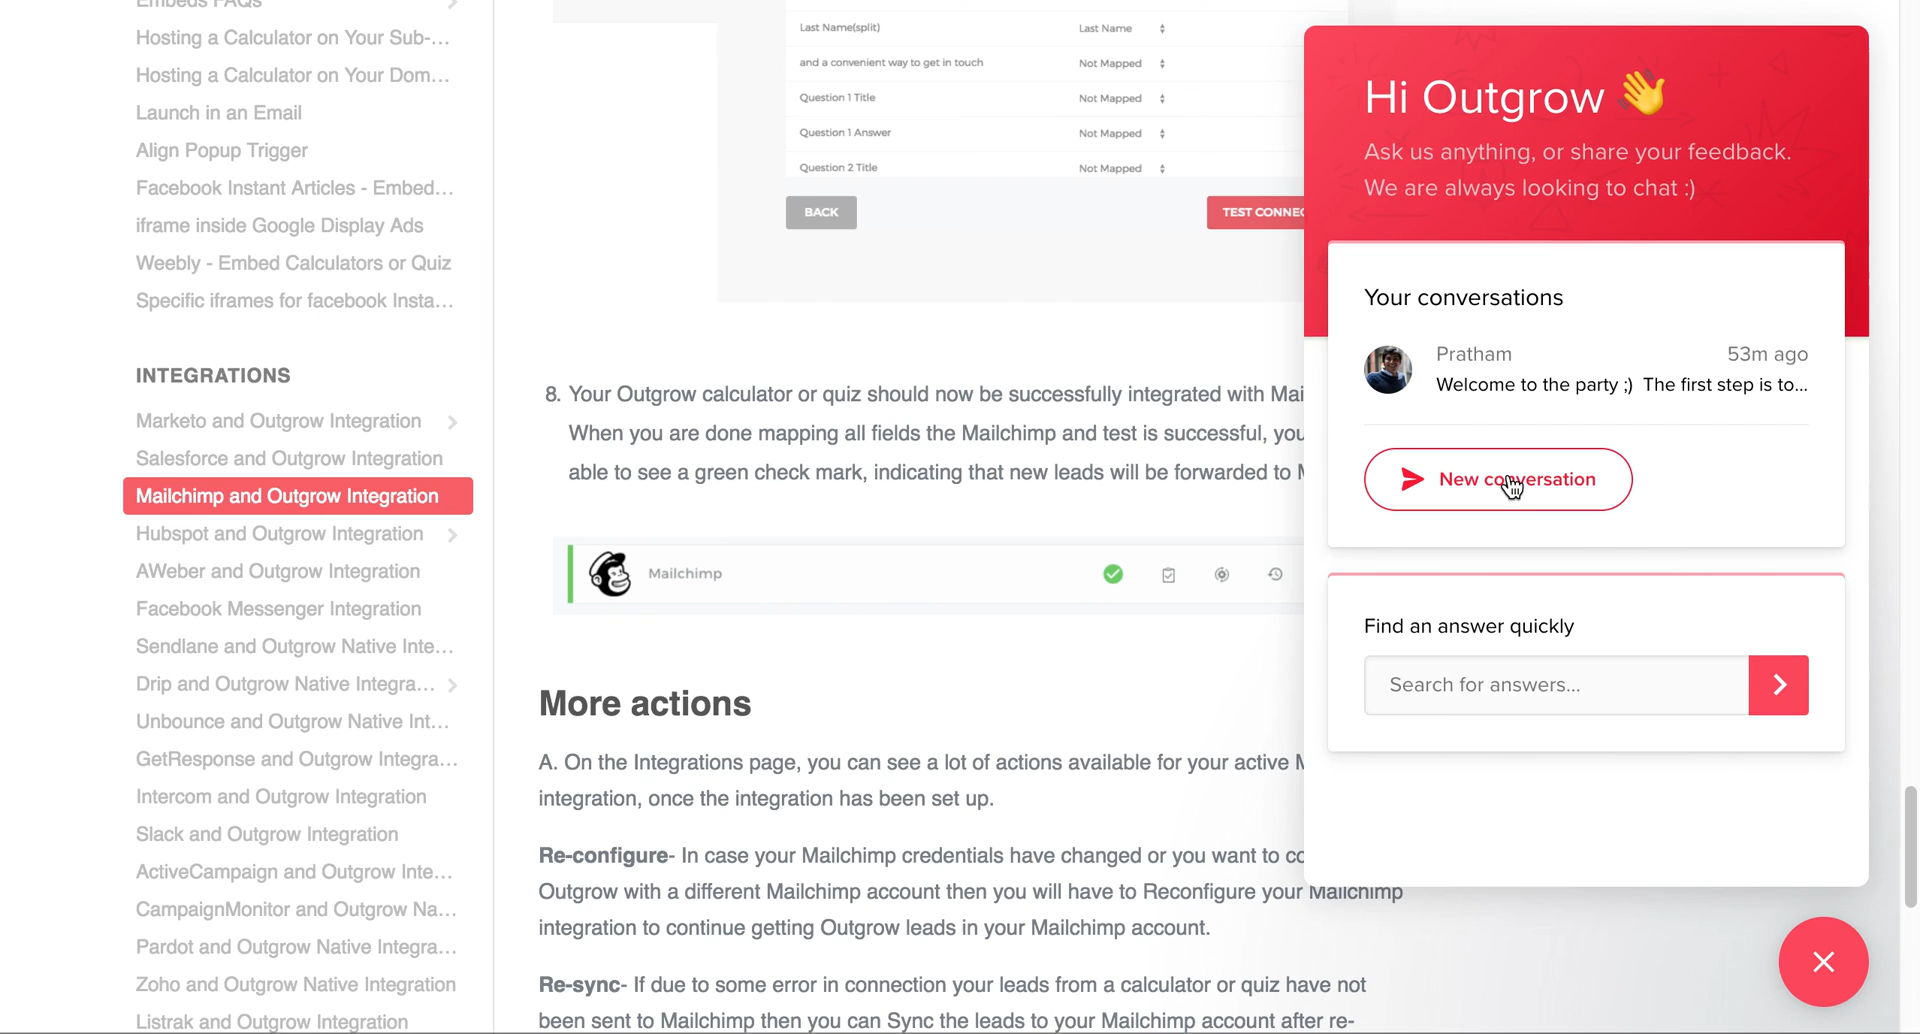 Embeds FAQs
Hosting a Calculator on Your Sub-...
Hosting a Calculator on Your Dom...
Launch in an Email
Align Popup Trigger
Facebook Instant Articles - Embed...
iframe inside Google Display Ads
Weebly - Embed Calculators or Quiz
Specific iframes for facebook Insta...
INTEGRATIONS
Marketo and Outgrow Integration
Salesforce and Outgrow Integration
Mailchimp and Outgrow Integration
Hubspot and Outgrow Integration
AWeber and Outgrow Integration
Facebook Messenger Integration
Sendlane and Outgrow Native Inte...
Drip and Outgrow Native Integra...
Unbounce and Outgrow Native Int...
GetResponse and Outgrow Integra...
Intercom and Outgrow Integration
Slack and Outgrow Integration
ActiveCampaign and Outgrow Inte...
CampaignMonitor and Outgrow Na...
Pardot and Outgrow Native Integra...
Zoho and Outgrow Native Integration
Listrak and Outgrow Integration
Last Name(split) Last Name
and a convenient way to get in touch Not Mapped
Question 1 Title Not Mapped
Question 1 Answer Not Mapped
Question 2 Title Not Mapped
BACK TEST CONNEC
8. Your Outgrow calculator or quiz should now be successfully integrated with Mai
When you are done mapping all fields the Mailchimp and test is successful, you
able to see a green check mark, indicating that new leads will be forwarded to M
Mailchimp
More actions
A. On the Integrations page, you can see a lot of actions available for your active M
integration, once the integration has been set up.
Re-configure- In case your Mailchimp credentials have changed or you want to co
Outgrow with a different Mailchimp account then you will have to Reconfigure your Mailchimp
integration to continue getting Outgrow leads in your Mailchimp account.
Re-sync- If due to some error in connection your leads from a calculator or quiz have not
been sent to Mailchimp then you can Sync the leads to your Mailchimp account after re-
Hi Outgrow 👋
Ask us anything, or share your feedback.
We are always looking to chat :)
Your conversations
Pratham 53m ago
Welcome to the party ;) The first step is to...
New conversation
Find an answer quickly
Search for answers...